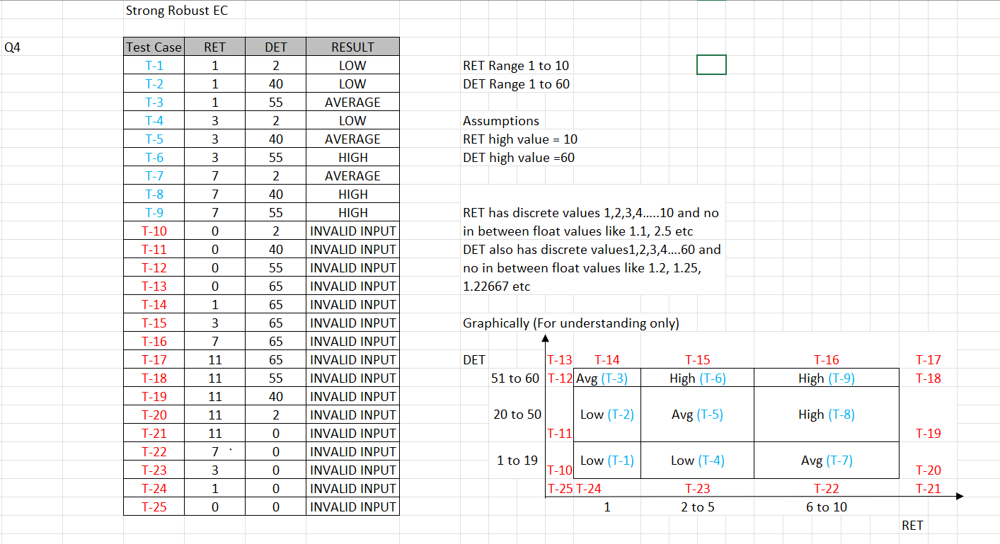 Strong Robust EC
Q4
Test Case RET DET RESULT
T-1 1 2 LOW
T-2 1 40 LOW
T-3 1 55 AVERAGE
T-4 3 2 LOW
T-5 3 40 AVERAGE
T-6 3 55 HIGH
T-7 7 2 AVERAGE
T-8 7 40 HIGH
T-9 7 55 HIGH
T-10 0 2 INVALID INPUT
T-11 0 40 INVALID INPUT
T-12 0 55 INVALID INPUT
T-13 0 65 INVALID INPUT
T-14 1 65 INVALID INPUT
T-15 3 65 INVALID INPUT
T-16 7 65 INVALID INPUT
T-17 11 65 INVALID INPUT
T-18 11 55 INVALID INPUT
T-19 11 40 INVALID INPUT
T-20 11 2 INVALID INPUT
T-21 11 0 INVALID INPUT
T-22 7 0 INVALID INPUT
T-23 3 0 INVALID INPUT
T-24 1 0 INVALID INPUT
T-25 0 0 INVALID INPUT
RET Range 1 to 10
DET Range 1 to 60
Assumptions
RET high value = 10
DET high value =60
RET has discrete values 1,2,3,4.....10 and no
in between float values like 1.1, 2.5 etc
DET also has discrete values1,2,3,4....60 and
no in between float values like 1.2, 1.25,
1.22667 etc
Graphically (For understanding only)
DET T-13 T-14 T-15 T-16 T-17
51 to 60 T-12 Avg (T-3) High (T-6) High (T-9) T-18
20 to 50 Low (T-2) Avg (T-5) High (T-8)
T-11 T-19
1 to 19 Low (T-1) Low (T-4) Avg (T-7)
T-10 T-20
T-25 T-24 T-23 T-22 T-21
1 2 to 5 6 to 10
RET